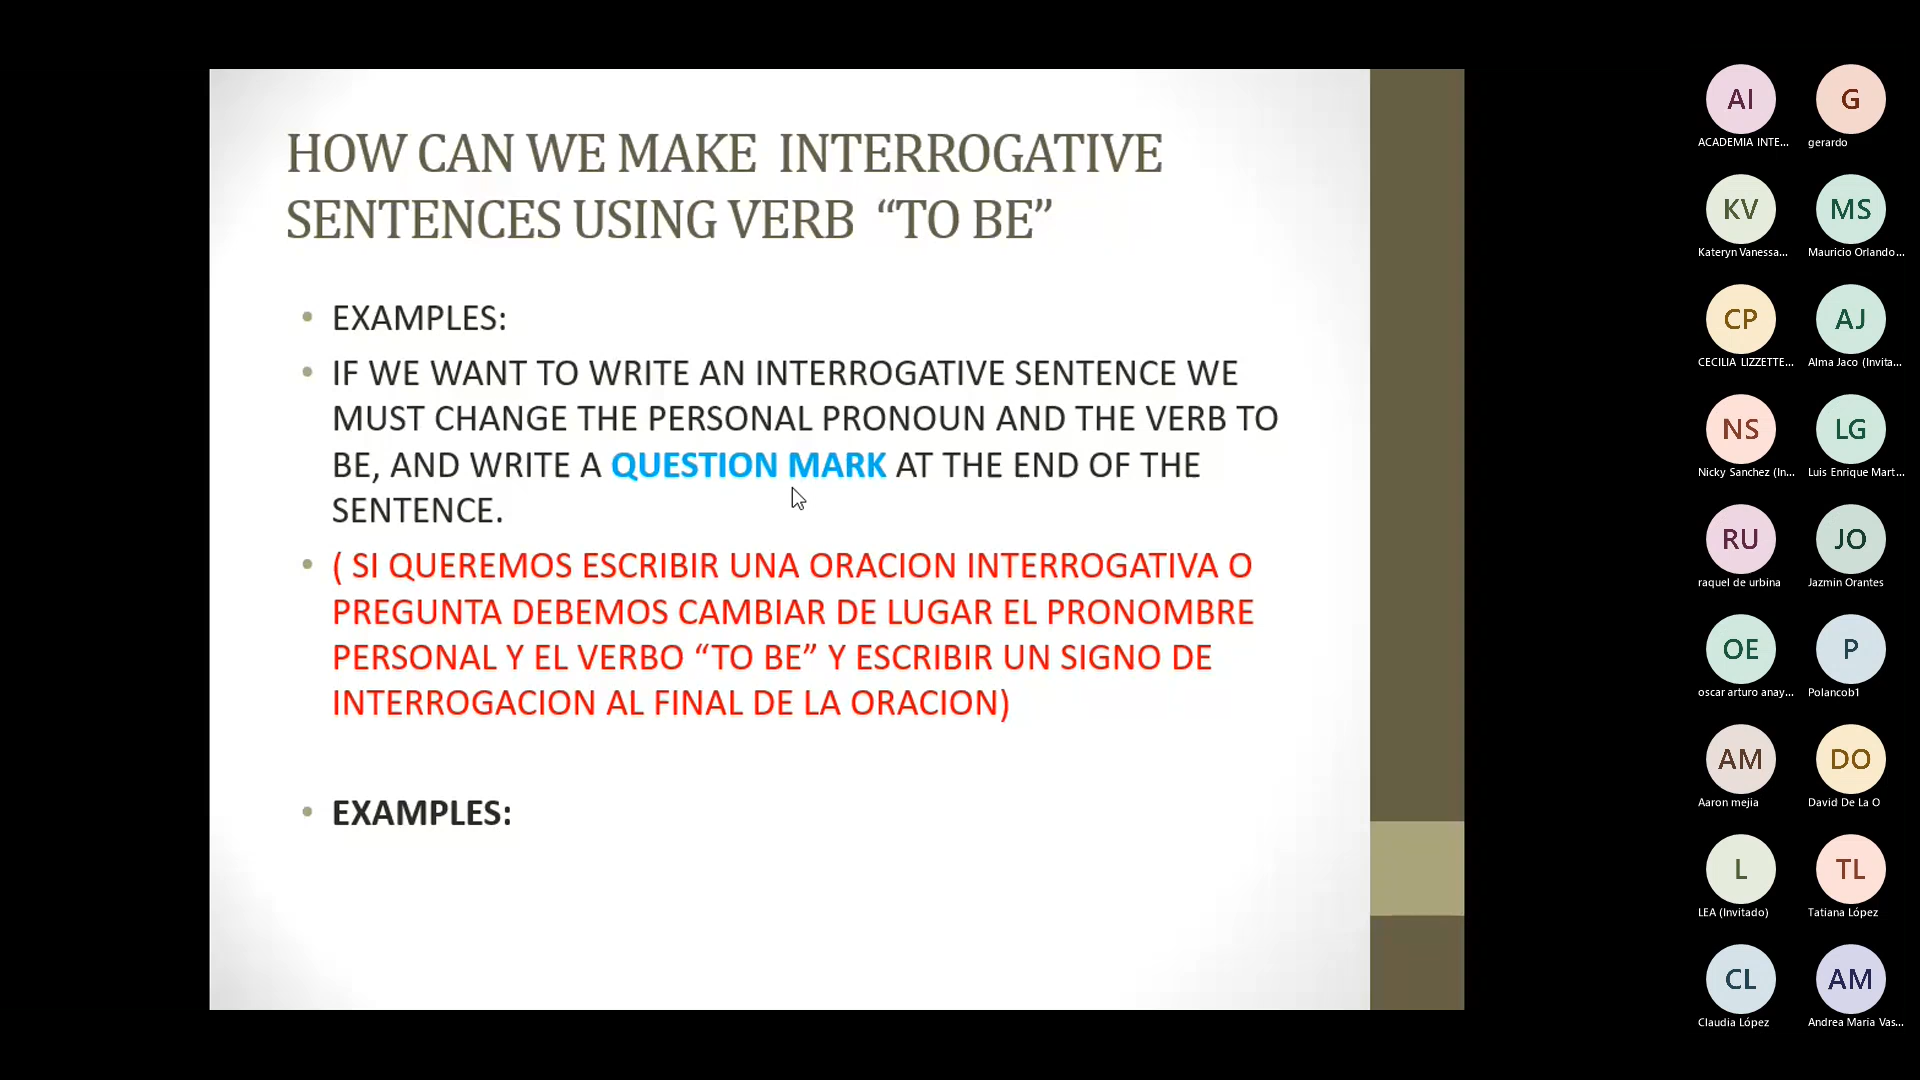 HOW CAN WE MAKE INTERROGATIVE
SENTENCES USING VERB “TO BE”
• EXAMPLES:
• IF WE WANT TO WRITE AN INTERROGATIVE SENTENCE WE
MUST CHANGE THE PERSONAL PRONOUN AND THE VERB TO
BE, AND WRITE A QUESTION MARK AT THE END OF THE
SENTENCE.
• ( SI QUEREMOS ESCRIBIR UNA ORACION INTERROGATIVA O
PREGUNTA DEBEMOS CAMBIAR DE LUGAR EL PRONOMBRE
PERSONAL Y EL VERBO “TO BE” Y ESCRIBIR UN SIGNO DE
INTERROGACION AL FINAL DE LA ORACION)
• EXAMPLES:
AI G
ACADEMIA INTE... gerardo
KV MS
Kateryn Vanessa... Mauricio Orlando...
CP AJ
CECILIA LIZZETTE... Alma Jaco (Invita...
NS LG
Nicky Sanchez (In... Luis Enrique Mart...
RU JO
raquel de urbina Jazmin Orantes
OE P
oscar arturo anay... Polancob1
AM DO
Aaron mejia David De La O
L TL
LEA (Invitado) Tatiana López
CL AM
Claudia López Andrea María Vas...